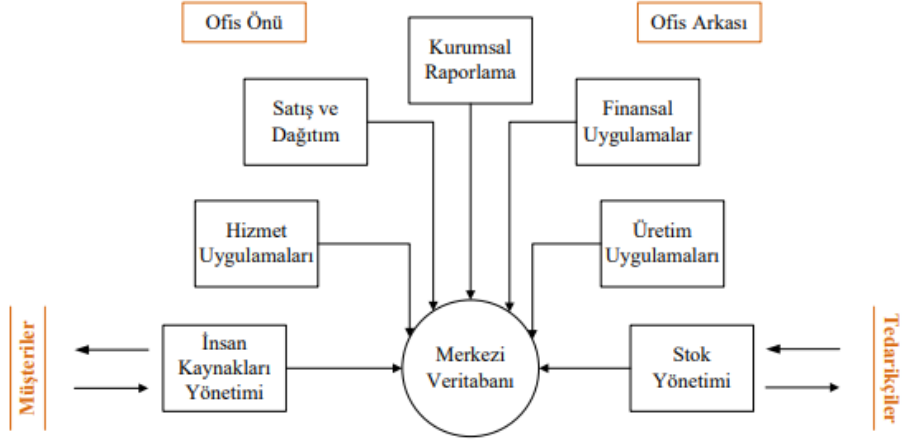 Ofis Önü
Ofis Arkası
Kurumsal
Raporlama
Satış ve
Dağıtım
Finansal
Uygulamalar
Hizmet
Uygulamaları
Üretim
Uygulamaları
Müşteriler
İnsan
Kaynakları
Yönetimi
Merkezi
Veritabanı
Stok
Yönetimi
Tedarikçiler